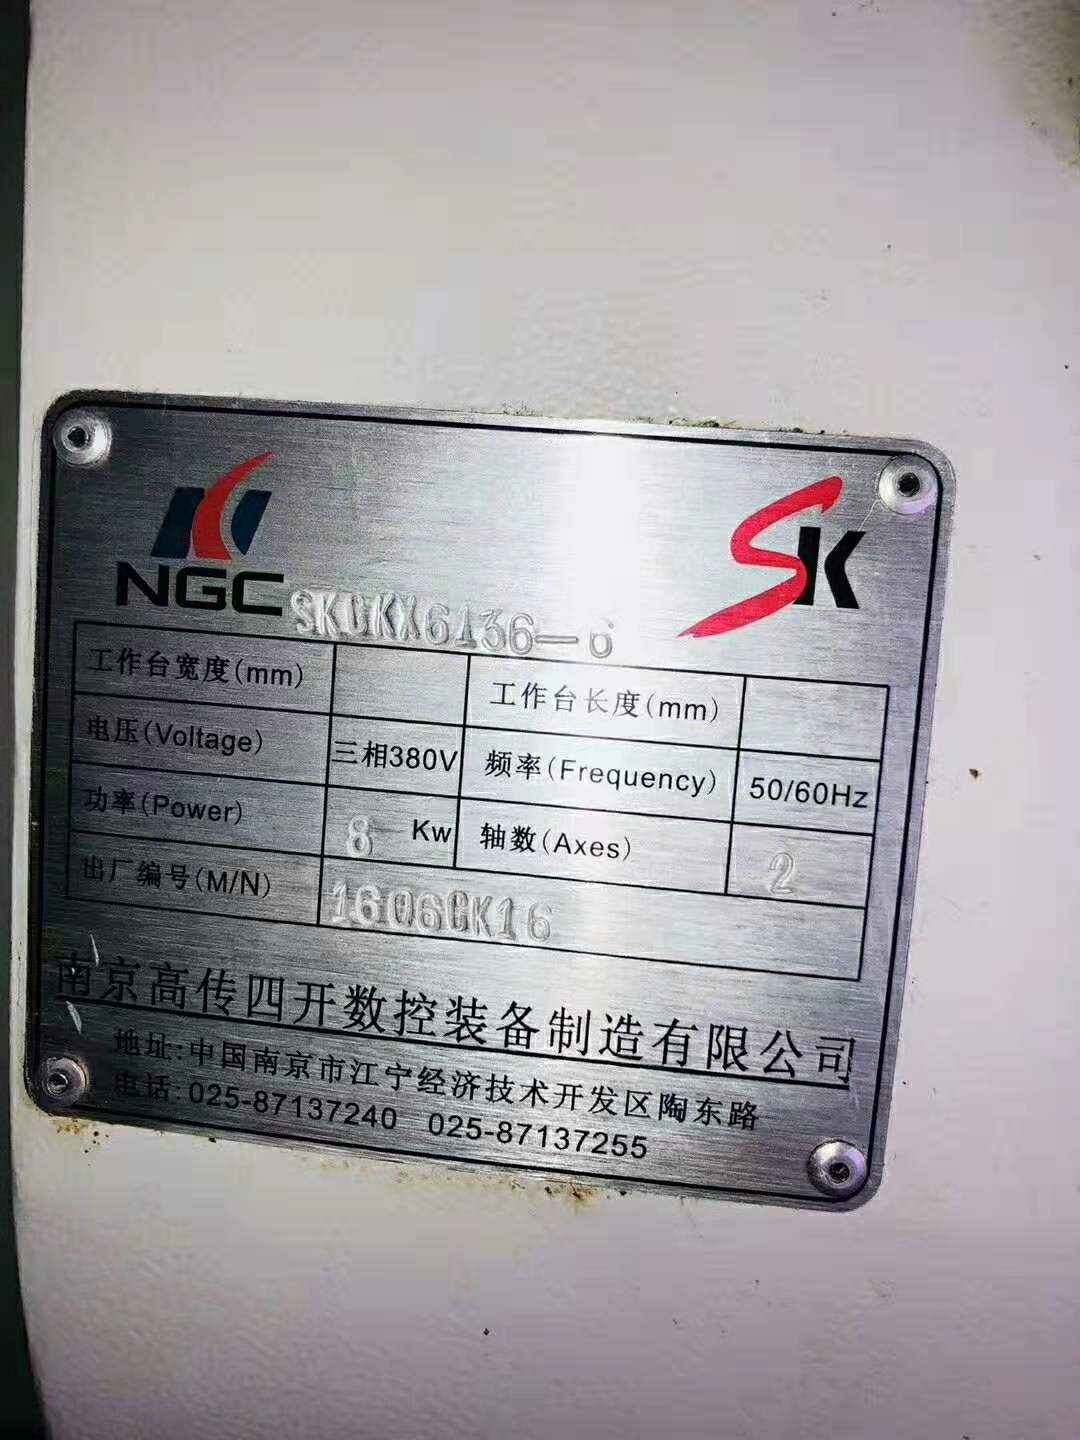 NGC
SK
SKCKX6136-6
工作台宽度(mm) 工作台长度(mm)
电压(Voltage) 三相380V 频率(Frequency) 50/60Hz
功率(Power) 8 Kw 轴数(Axes) 2
出厂编号(M/N) 1606CK16
南京高传四开数控装备制造有限公司
地址:中国南京市江宁经济技术开发区陶东路
电话:025-87137240 025-87137255